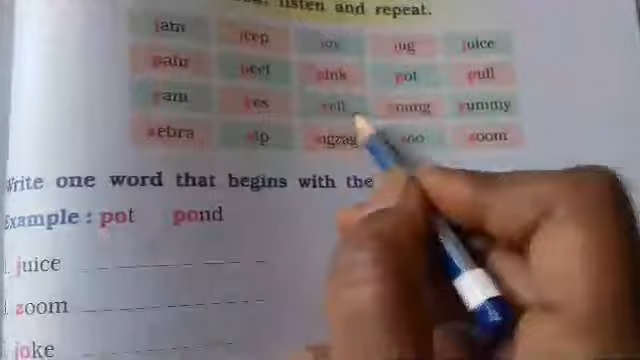 listen and repeat.
jam jeep joy jug juice
pain peel pink pot pull
yam yes yell young yummy
zebra zip zigzag zoo zoom
Write one word that begins with the
Example : pot pond
juice
zoom
joke